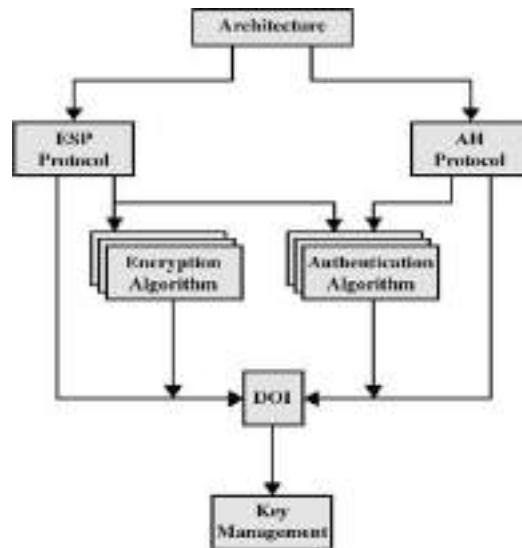 Architecture
ESP
Protocol
AH
Protocol
Encryption
Algorithm
Authentication
Algorithm
DOI
Key
Management